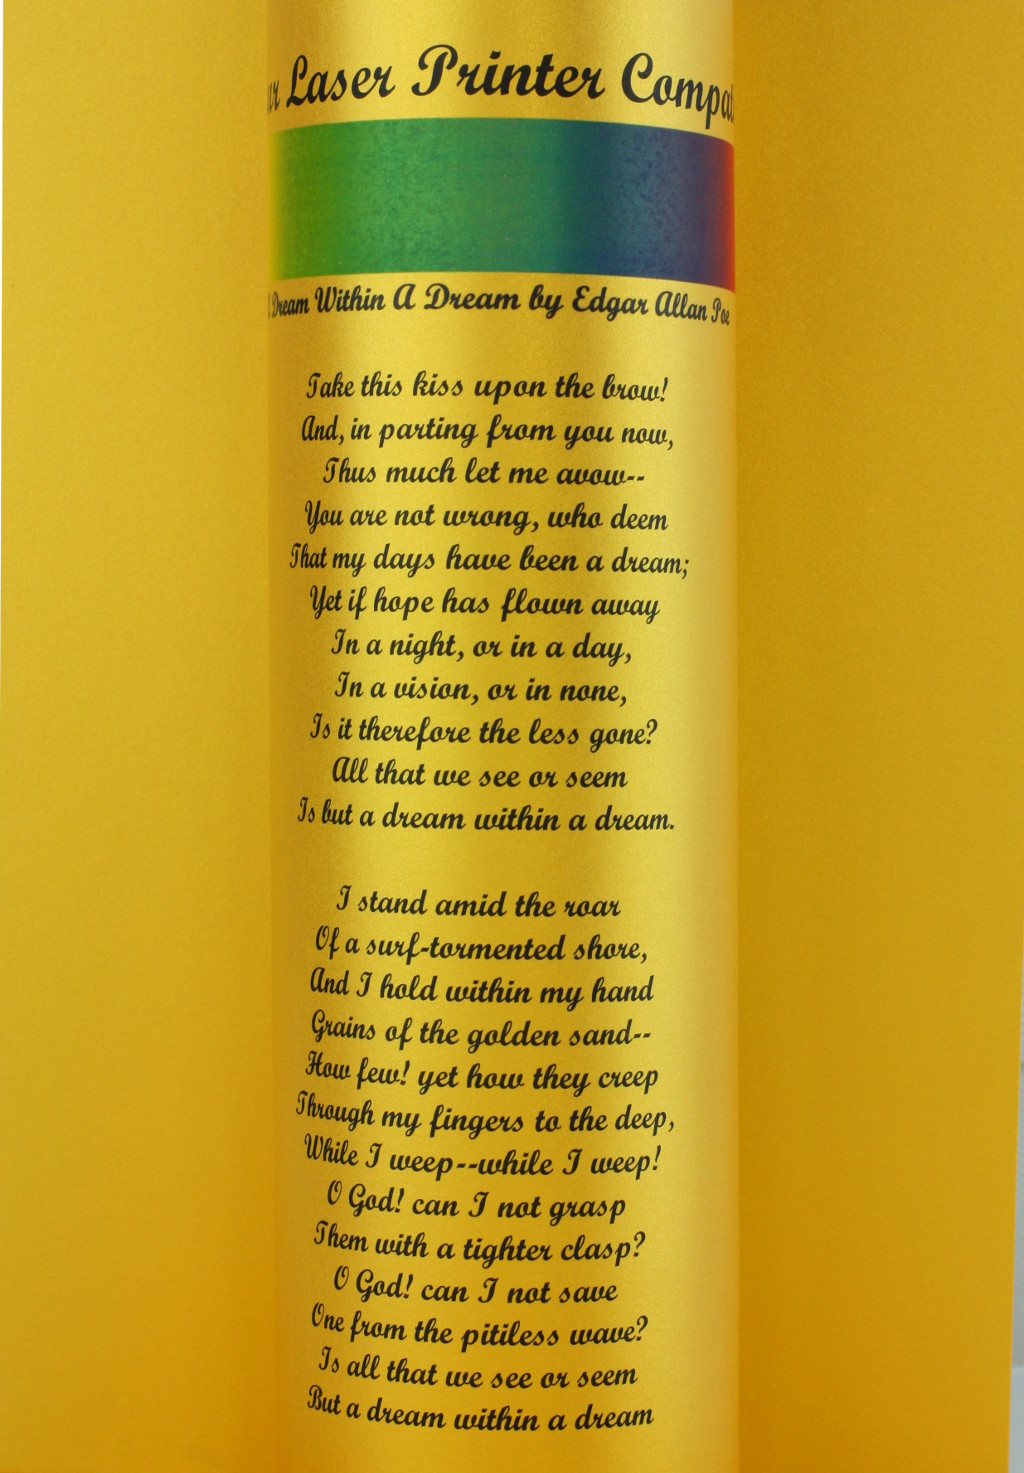 Laser Printer
Dream Within A Dream by Edgar Allan Poe
Take this kiss upon the brow!
And, in parting from you now,
Thus much let me avow--
You are not wrong, who deem
That my days have been a dream;
Yet if hope has flown away
In a night, or in a day,
In a vision, or in none,
Is it therefore the less gone?
All that we see or seem
Is but a dream within a dream.
I stand amid the roar
Of a surf-tormented shore,
And I hold within my hand
Grains of the golden sand--
How few! yet how they creep
Through my fingers to the deep,
While I weep--while I weep!
O God! can I not grasp
Them with a tighter clasp?
O God! can I not save
One from the pitiless wave?
Is all that we see or seem
But a dream within a dream